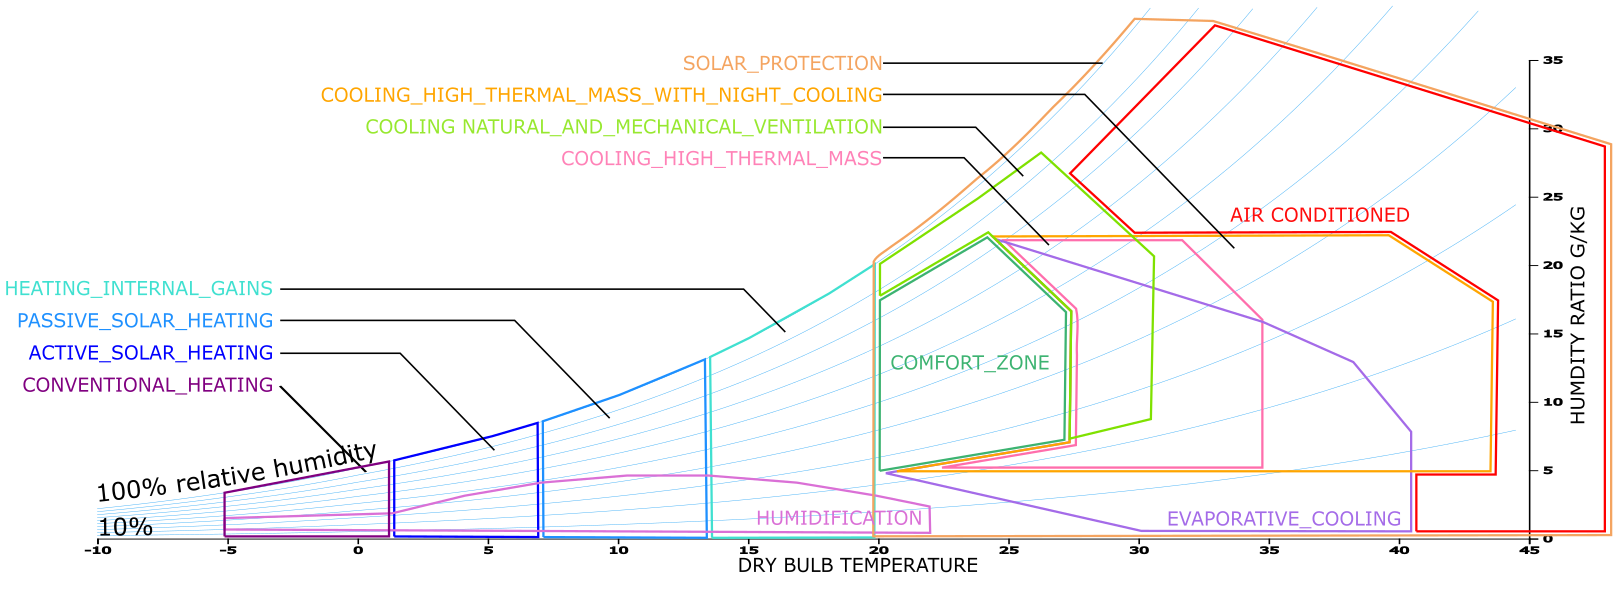 SOLAR_PROTECTION
COOLING_HIGH_THERMAL_MASS_WITH_NIGHT_COOLING
COOLING NATURAL_AND_MECHANICAL_VENTILATION
COOLING_HIGH_THERMAL_MASS
AIR CONDITIONED
HEATING_INTERNAL_GAINS
PASSIVE_SOLAR_HEATING
ACTIVE_SOLAR_HEATING
CONVENTIONAL_HEATING
COMFORT_ZONE
100% relative humidity
10%
HUMIDIFICATION
EVAPORATIVE_COOLING
35
30
25
20
15
10
5
0
HUMDITY RATIO G/KG
-10 -5 0 5 10 15 20 25 30 35 40 45
DRY BULB TEMPERATURE